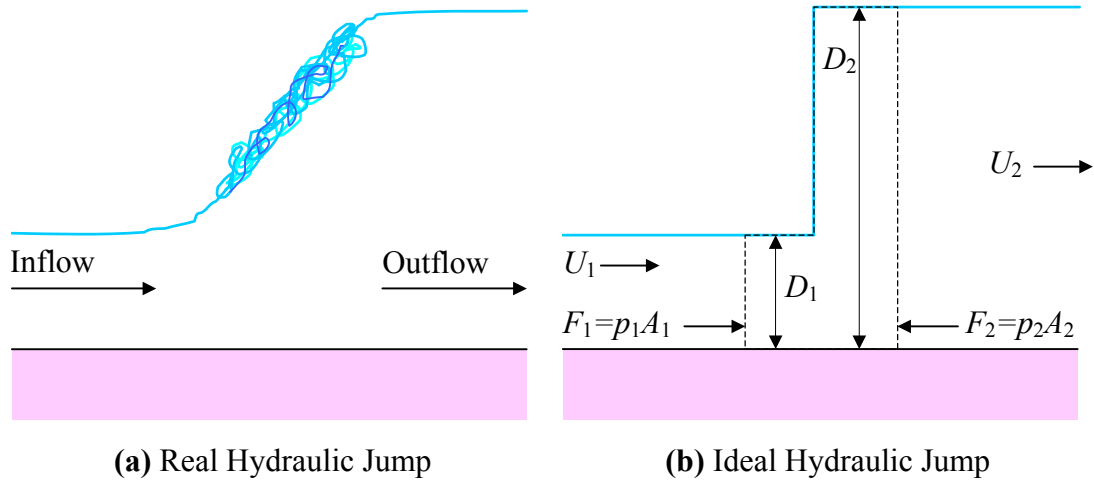 Inflow
Outflow
(a) Real Hydraulic Jump
D₂
U₂
U₁
D₁
F₁=p₁A₁
F₂=p₂A₂
(b) Ideal Hydraulic Jump